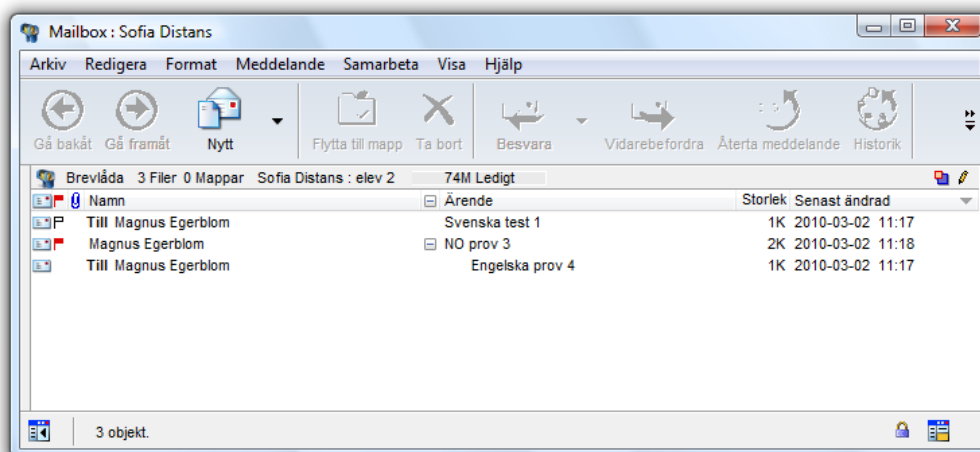 Mailbox : Sofia Distans
Arkiv Redigera Format Meddelande Samarbeta Visa Hjälp
Gå bakåt Gå framåt Nytt Flytta till mapp Ta bort Besvara Vidarebefordra Återta meddelande Historik
Brevlåda 3 Filer 0 Mappar Sofia Distans : elev 2 74M Ledigt
Namn Ärende Storlek Senast ändrad
Till Magnus Egerblom Svenska test 1 1K 2010-03-02 11:17
Magnus Egerblom NO prov 3 2K 2010-03-02 11:18
Till Magnus Egerblom Engelska prov 4 1K 2010-03-02 11:17
3 objekt.